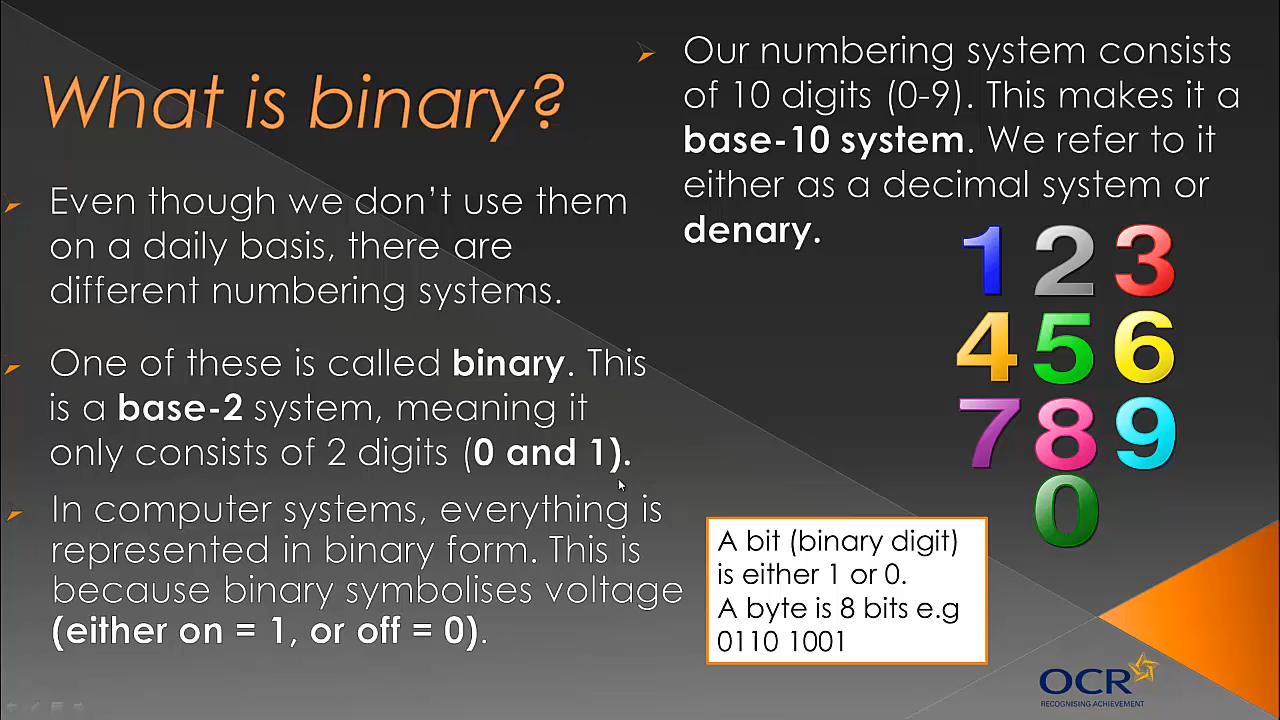 What is binary?
Even though we don't use them
on a daily basis, there are
different numbering systems.
One of these is called binary. This
is a base-2 system, meaning it
only consists of 2 digits (0 and 1).
In computer systems, everything is
represented in binary form. This is
because binary symbolises voltage
(either on = 1, or off = 0).
Our numbering system consists
of 10 digits (0-9). This makes it a
base-10 system. We refer to it
either as a decimal system or
denary.
1 2 3
4 5 6
7 8 9
0
A bit (binary digit)
is either 1 or 0.
A byte is 8 bits e.g
0110 1001
OCR
RECOGNISING ACHIEVEMENT